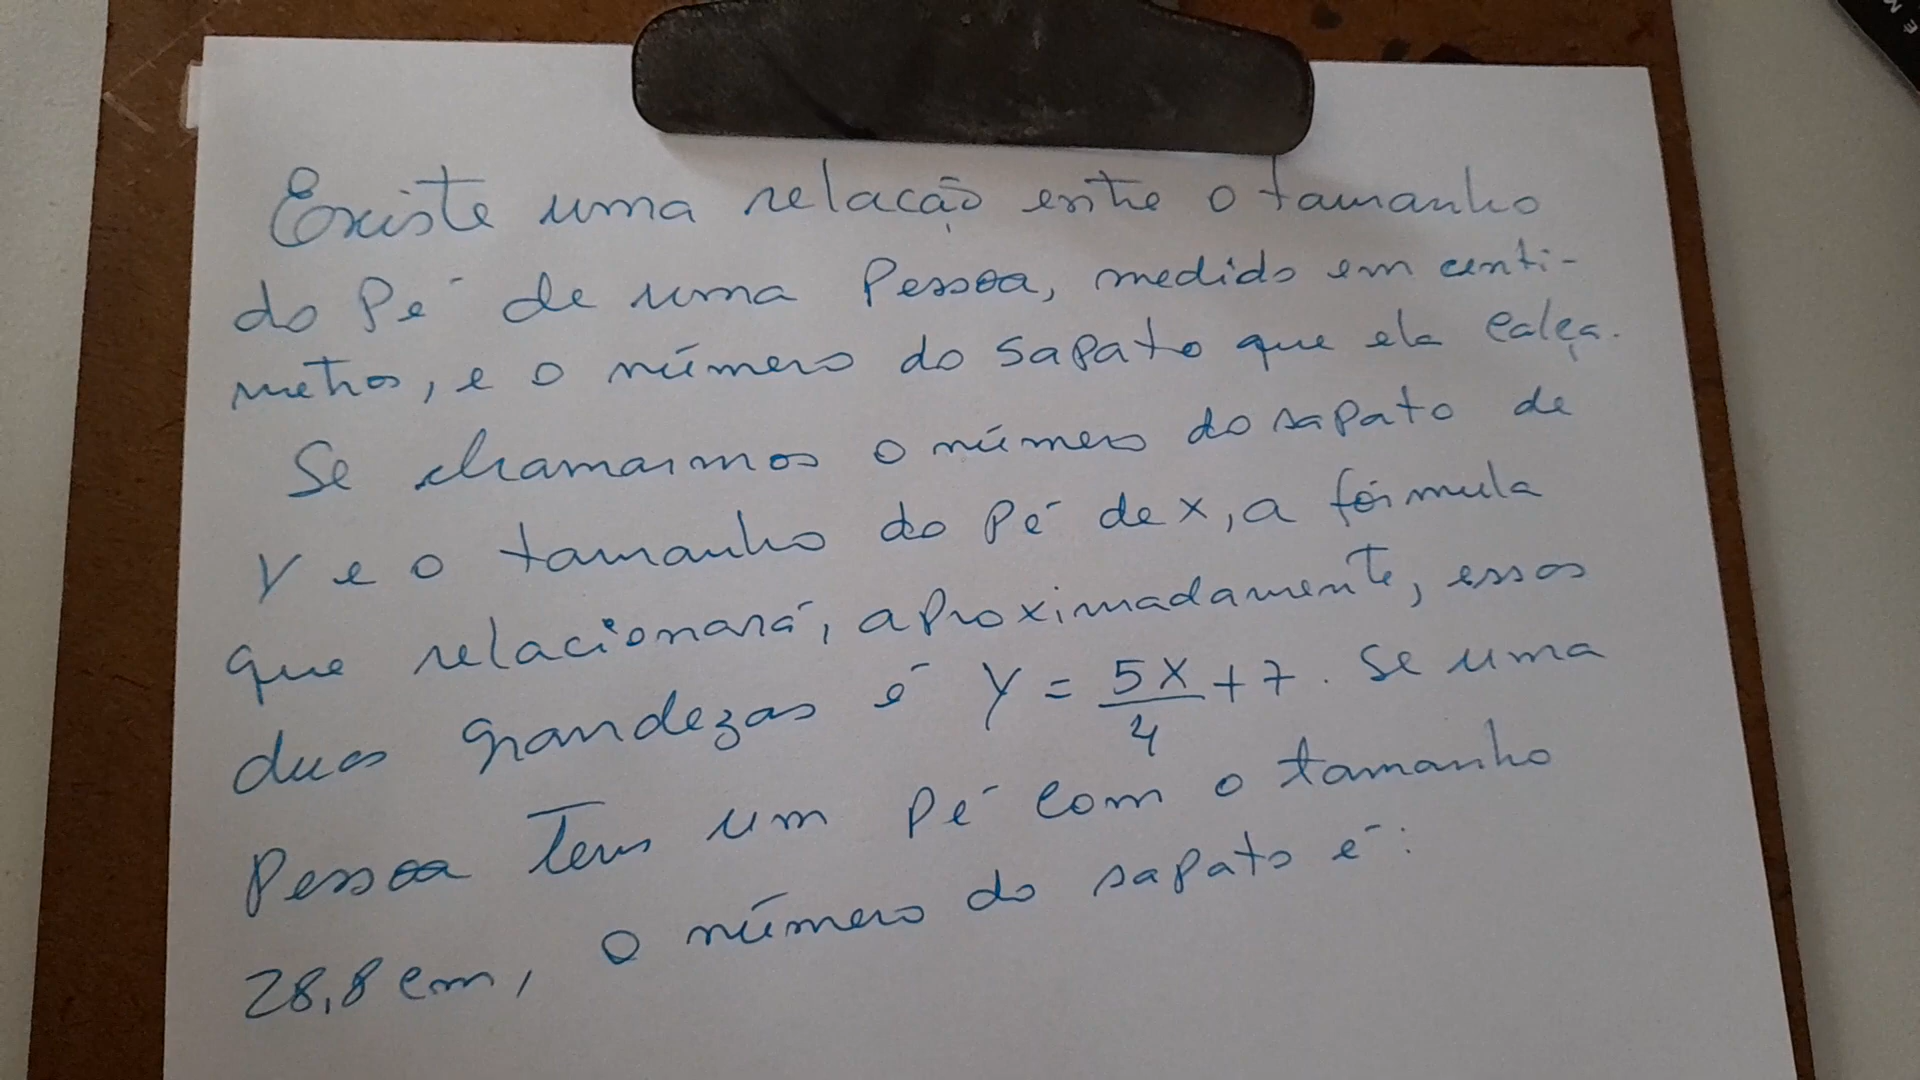 Existe uma relação entre o tamanho
do Pé de uma Pessoa, medido em centi-
metros, e o número do sapato que ela calça.
Se chamarmos o número do sapato de
Y e o tamanho do Pé de x, a fórmula
que relacionará, aproximadamente, essas
duas grandezas é Y = 5X/4 + 7. Se uma
Pessoa tem um Pé com o tamanho
28,8 cm, o número do sapato é: